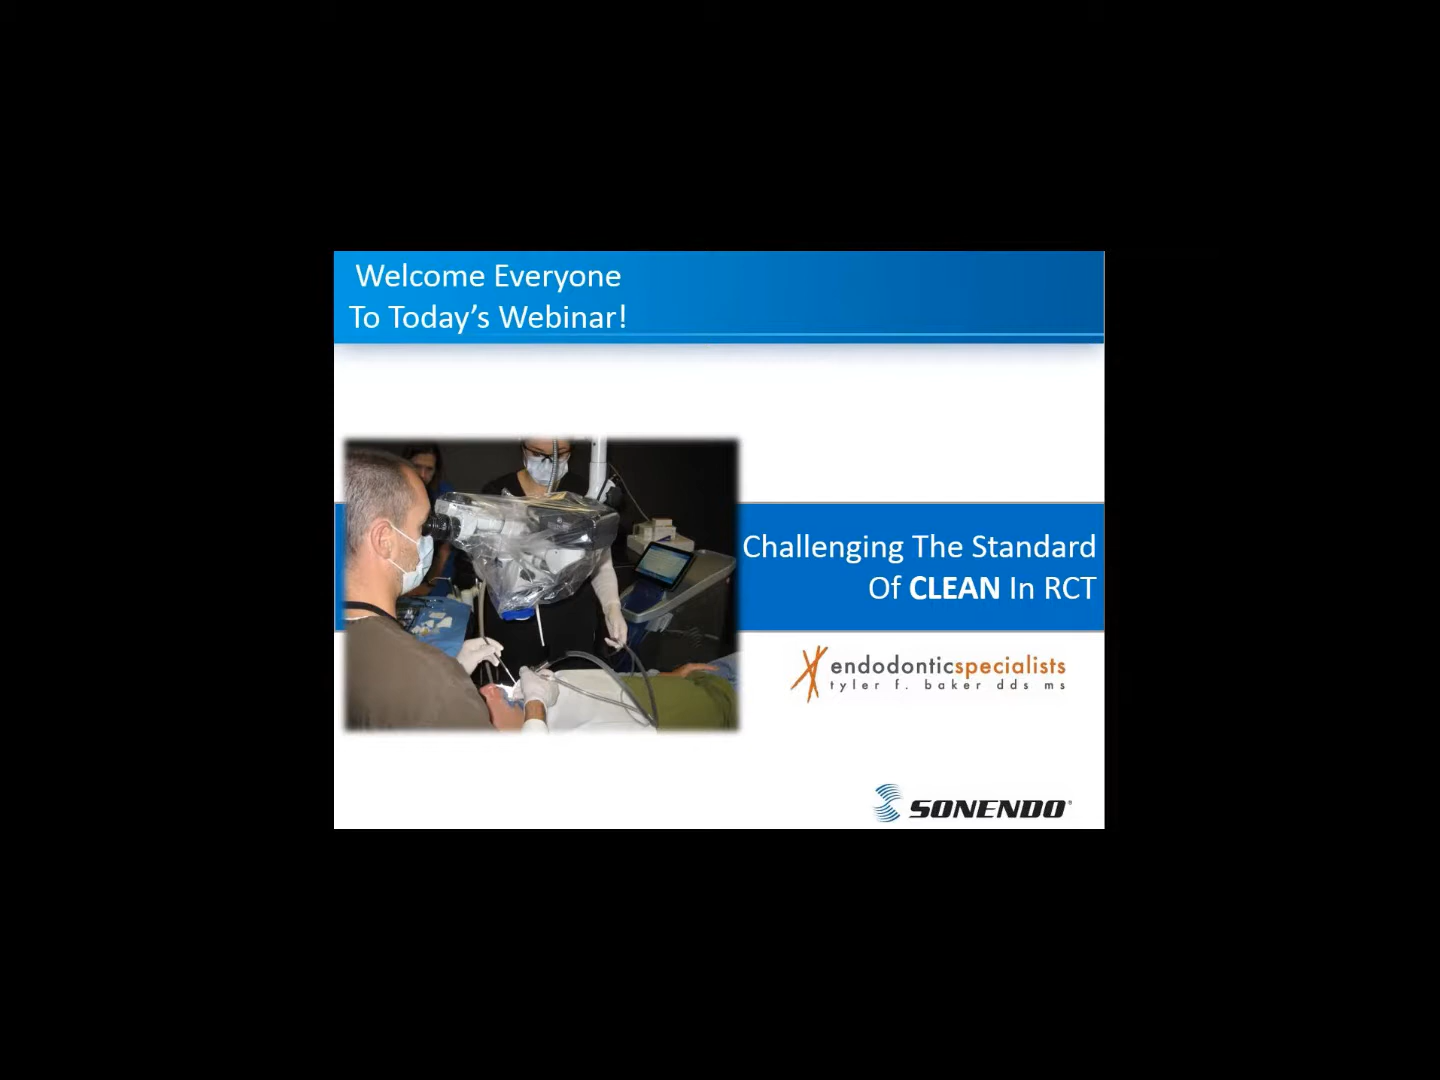 Welcome Everyone
To Today's Webinar!
Challenging The Standard
Of CLEAN In RCT
endodonticspecialists
tyler f. baker dds ms
SONENDO®